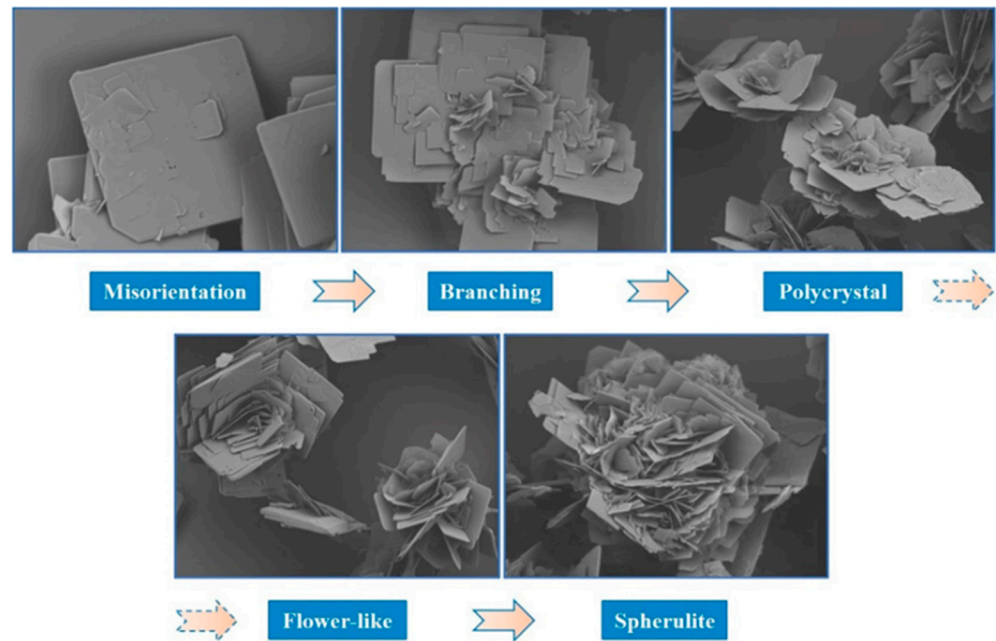 Misorientation
Branching
Polycrystal
Flower-like
Spherulite